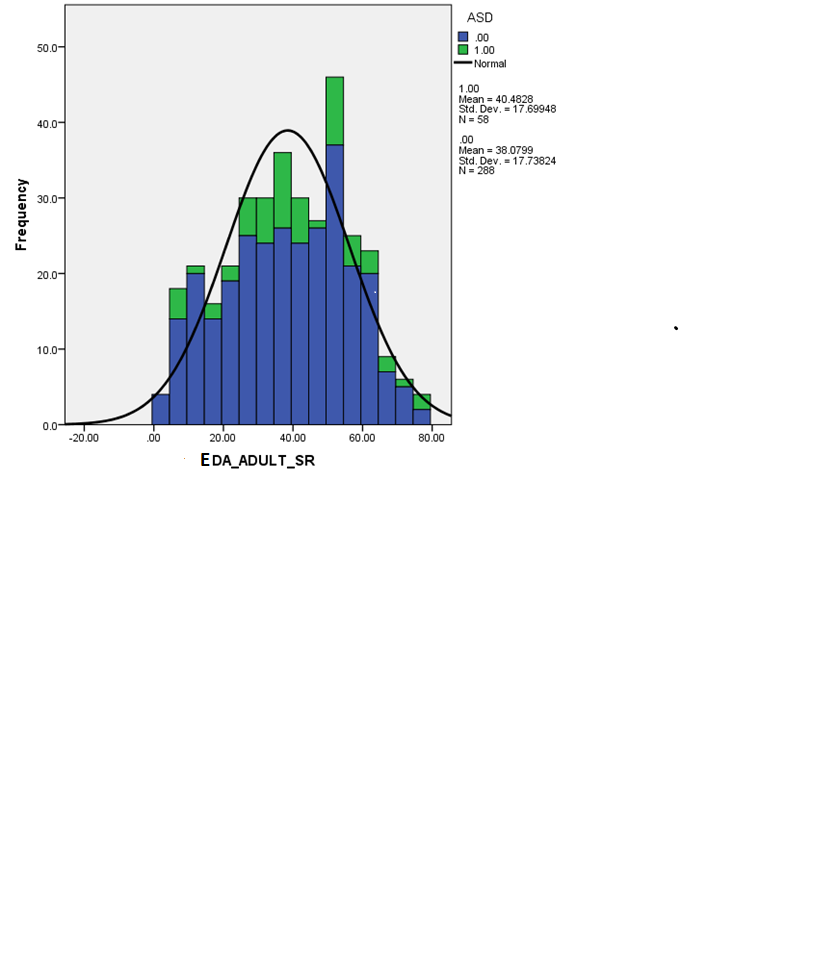 ASD
.00
1.00
Normal
1.00
Mean = 40.4828
Std. Dev. = 17.69948
N = 58
.00
Mean = 38.0799
Std. Dev. = 17.73824
N = 288
Frequency
50.0
40.0
30.0
20.0
10.0
0.0
-20.00 .00 20.00 40.00 60.00 80.00
EDA_ADULT_SR